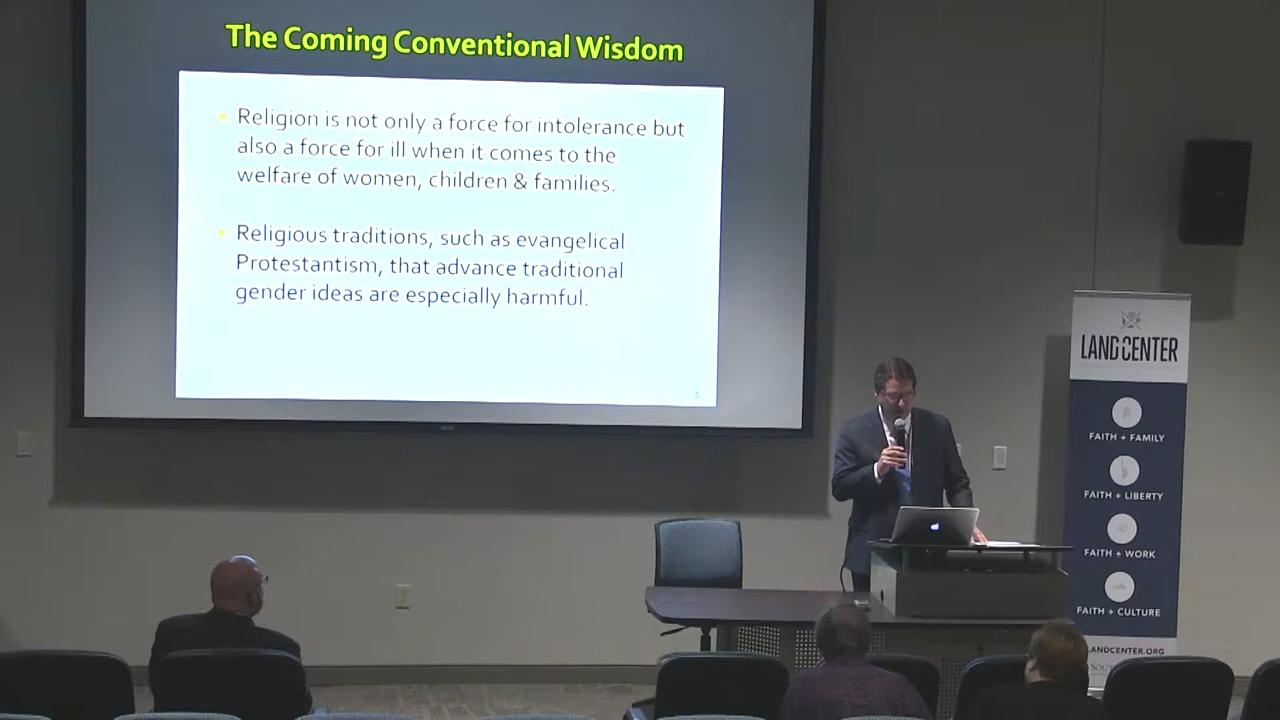 The Coming Conventional Wisdom
Religion is not only a force for intolerance but
also a force for ill when it comes to the
welfare of women, children & families.
Religious traditions, such as evangelical
Protestantism, that advance traditional
gender ideas are especially harmful.
5
LAND CENTER
FAITH + FAMILY
FAITH + LIBERTY
FAITH + WORK
FAITH + CULTURE
LANDCENTER.ORG